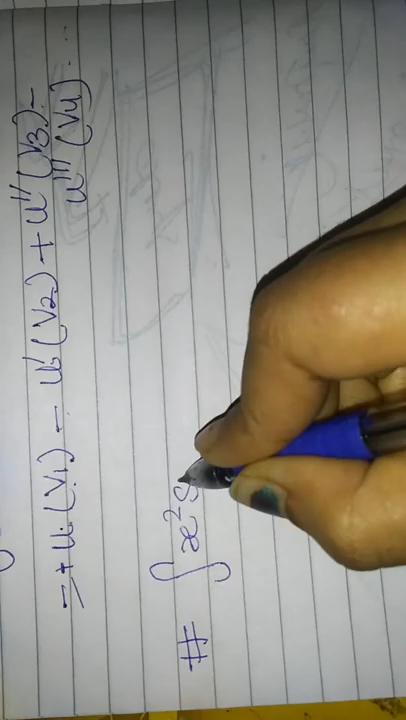 =+u.(v1) - u'(v2) + u''(v3) -
u'''(v4) ...
# ∫x²s